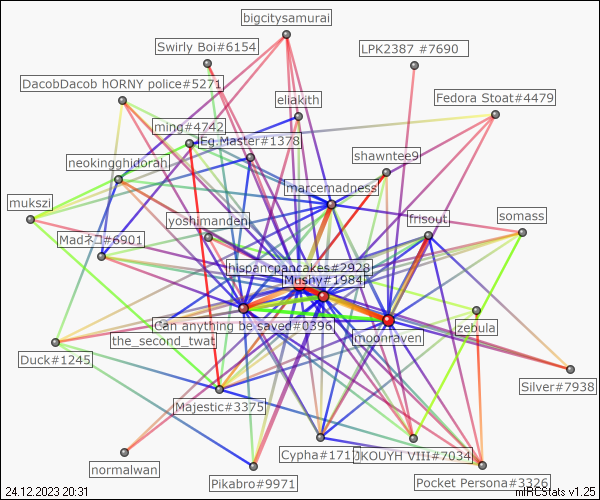 bigcitysamurai
Swirly Boi#6154
LPK2387 #7690
DacobDacob hORNY police#5271
eliakith
Fedora Stoat#4479
ming#4742
Eg.Master#1378
shawntee9
neokingghidorah
marcemadness
mukszi
yoshimanden
frisout
somass
Madネコ#6901
hispancpancakes#2928
Mushy#1984
Can anything be saved#0396
zebula
the_second_twat
moonraven
Duck#1245
Silver#7938
Majestic#3375
normalwan
Cypha#1717
JKOUYH VIII#7034
Pikabro#9971
Pocket Persona#3326
24.12.2023 20:31
mIRCStats v1.25